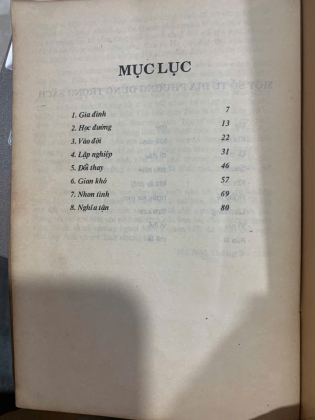 MỤC LỤC
1. Gia đình 7
2. Học đường 13
3. Vào đời 22
4. Lập nghiệp 31
5. Đổi thay 46
6. Gian khó 57
7. Nhơn tình 69
8. Nghĩa tận 80